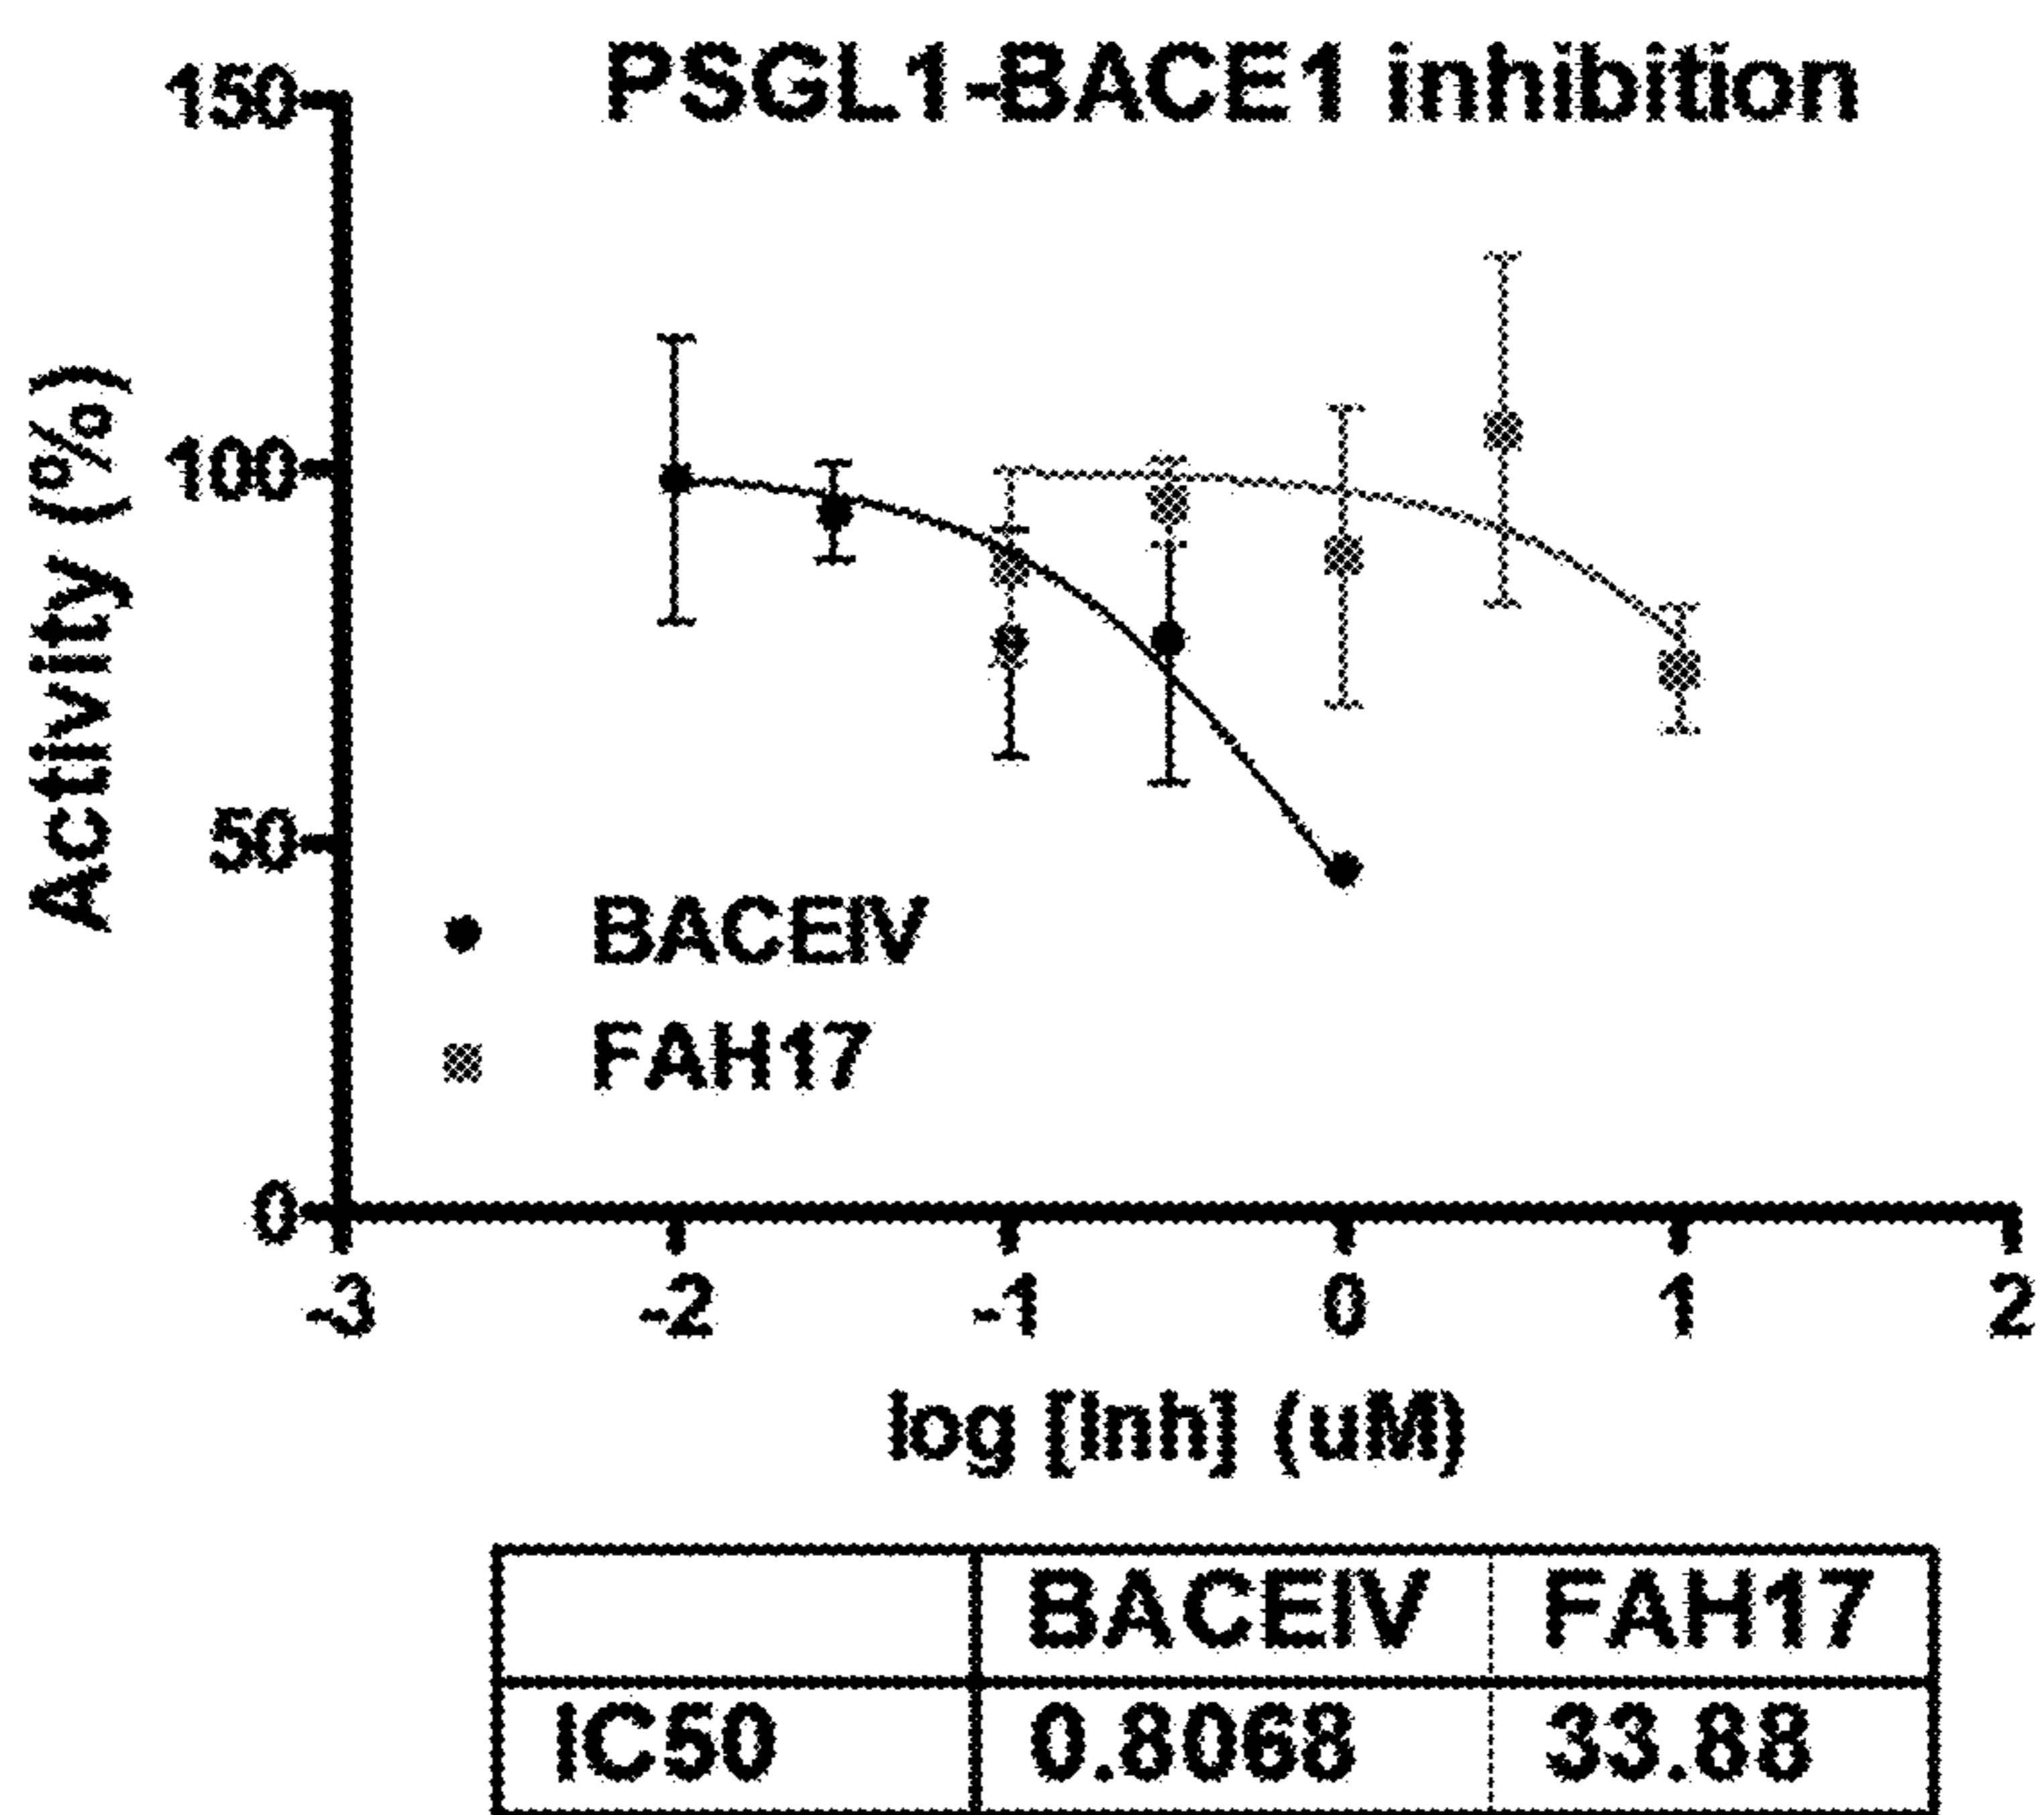 PSGL1-BACE1 inhibition
Activity (%)
150
100
50
0
BACEIV
FAH17
-3 -2 -1 0 1 2
log [Inh] (uM)
BACEIV FAH17
IC50 0.8068 33.88